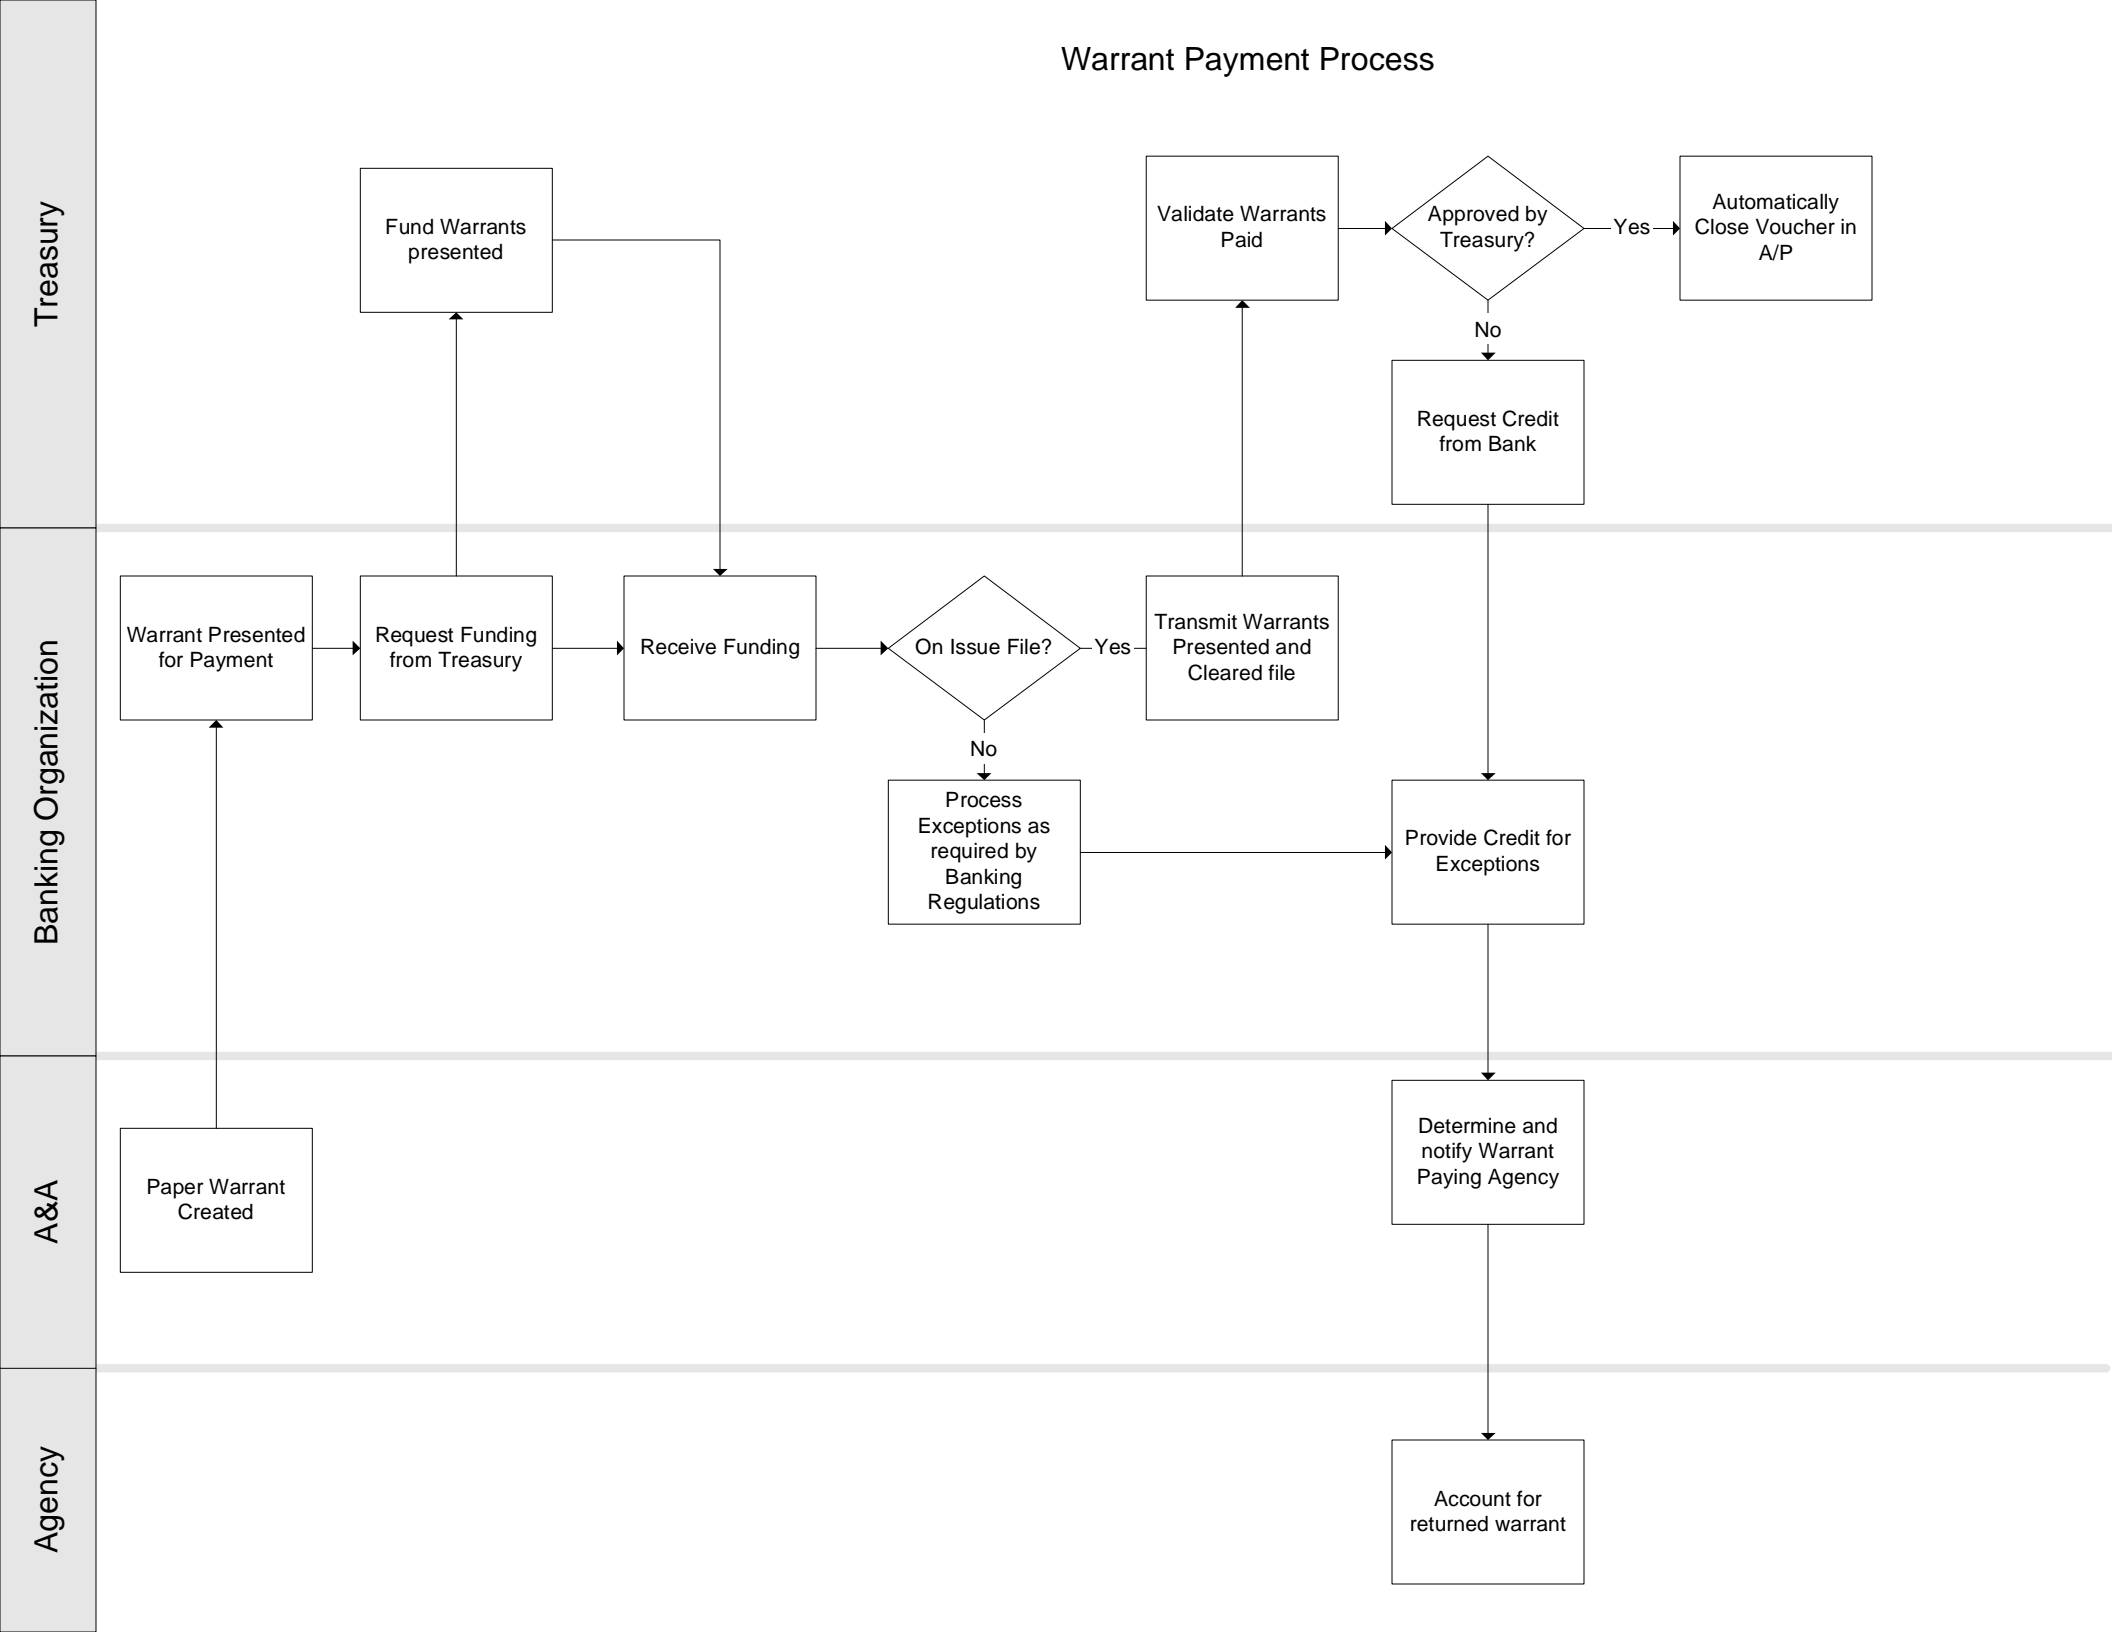 Warrant Payment Process
Treasury
Fund Warrants
presented
Validate Warrants
Paid
Approved by
Treasury?
Yes
Automatically
Close Voucher in
A/P
No
Request Credit
from Bank
Banking Organization
Warrant Presented
for Payment
Request Funding
from Treasury
Receive Funding
On Issue File?
Yes
Transmit Warrants
Presented and
Cleared file
No
Process
Exceptions as
required by
Banking
Regulations
Provide Credit for
Exceptions
A&A
Paper Warrant
Created
Determine and
notify Warrant
Paying Agency
Agency
Account for
returned warrant